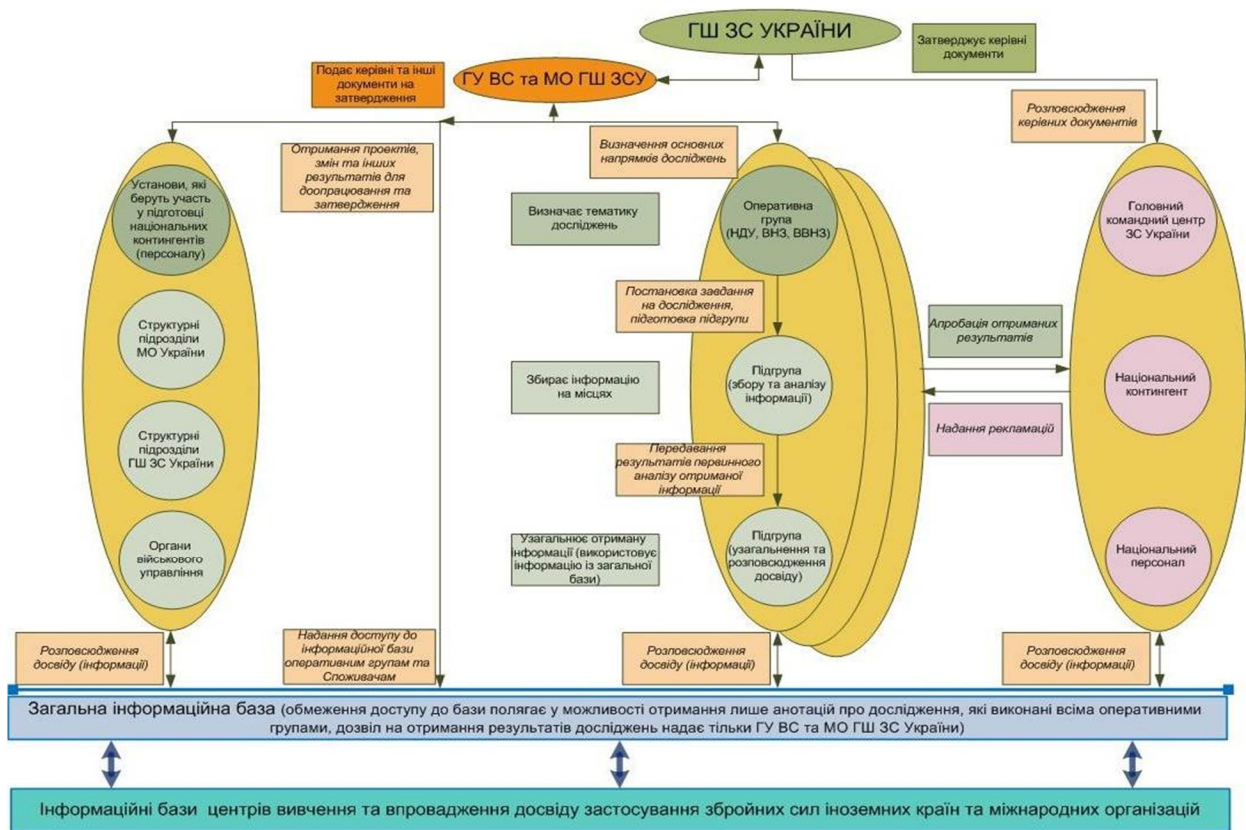 ГШ ЗС УКРАЇНИ
Затверджує керівні
документи
Подає керівні та інші
документи на
затвердження
ГУ ВС та МО ГШ ЗСУ
Розповсюдження
керівних документів
Отримання проектів,
змін та інших
результатів для
доопрацювання та
затвердження
Визначення основних
напрямків досліджень
Установи, які
беруть участь
у підготовці
національних
контингентів
(персоналу)
Визначає тематику
досліджень
Оперативна
група
(НДУ, ВНЗ, ВВНЗ)
Головний
командний центр
ЗС України
Постановка завдання
на дослідження,
підготовка підгрупи
Структурні
підрозділи
МО України
Апробація отриманих
результатів
Збирає інформацію
на місцях
Підгрупа
(збору та аналізу
інформації)
Національний
контингент
Надання рекламацій
Структурні
підрозділи
ГШ ЗС України
Передавання
результатів первинного
аналізу отриманої
інформації
Органи
військового
управління
Узагальнює отриману
інформації (використовує
інформацію із загальної
бази)
Підгрупа
(узагальнення та
розповсюдження
досвіду)
Національний
персонал
Розповсюдження
досвіду (інформації)
Надання доступу до
інформаційної бази
оперативним групам та
Споживачам
Розповсюдження
досвіду (інформації)
Розповсюдження
досвіду (інформації)
Загальна інформаційна база (обмеження доступу до бази полягає у можливості отримання лише анотацій про дослідження, які виконані всіма оперативними
групами, дозвіл на отримання результатів досліджень надає тільки ГУ ВС та МО ГШ ЗС України)
Інформаційні бази центрів вивчення та впровадження досвіду застосування збройних сил іноземних країн та міжнародних організацій